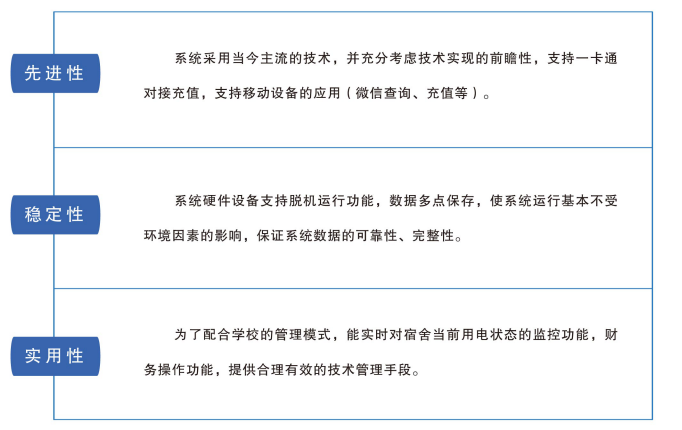 先进性
系统采用当今主流的技术，并充分考虑技术实现的前瞻性，支持一卡通
对接充值，支持移动设备的应用（微信查询、充值等）。
稳定性
系统硬件设备支持脱机运行功能，数据多点保存，使系统运行基本不受
环境因素的影响，保证系统数据的可靠性、完整性。
实用性
为了配合学校的管理模式，能实时对宿舍当前用电状态的监控功能，财
务操作功能，提供合理有效的技术管理手段。